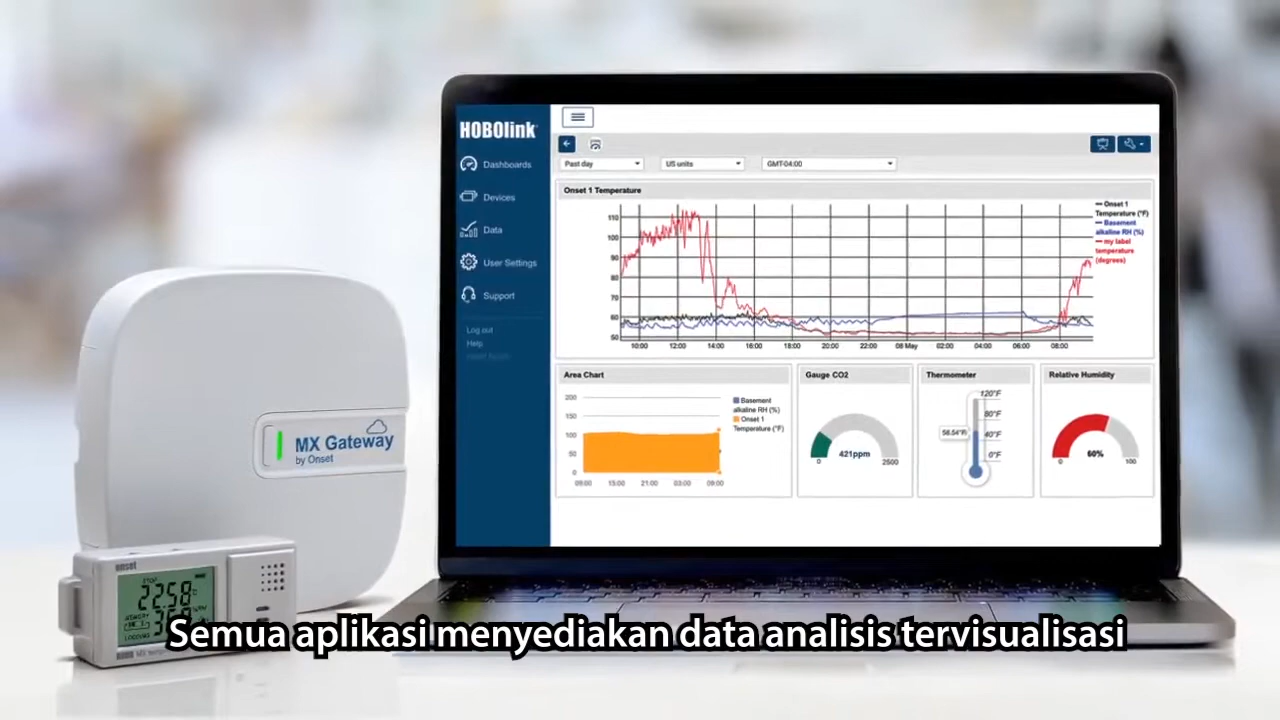 HOBOlink
Dashboards
Devices
Data
User Settings
Support
Log out
Help
Past day
US units
GMT-04:00
Onset 1 Temperature
110
100
90
80
70
60
50
10:00 12:00 14:00 16:00 18:00 20:00 22:00 08 May 02:00 04:00 06:00 08:00
Onset 1
Temperature (°F)
Basement
alkaline RH (%)
my label
temperature
(degrees)
Area Chart
200
150
100
50
0
09:00 15:00 21:00 03:00 09:00
Basement
alkaline RH (%)
Onset 1
Temperature (°F)
Gauge CO2
421ppm
0 2500
Thermometer
120°F
80°F
56.54°F
40°F
0°F
Relative Humidity
60%
0 100
MX Gateway
by Onset
onset
STOP
22.58
Semua aplikasi menyediakan data analisis tervisualisasi